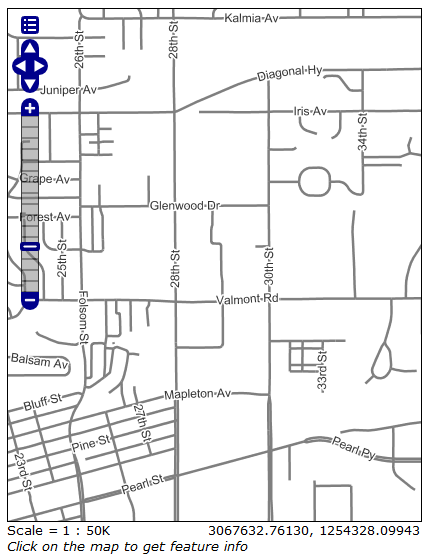 Kalmia Av
26th St
28th St
Diagonal Hy
Juniper Av
Iris Av
34th St
Grape Av
Glenwood Dr
Forest Av
25th St
28th St
30th St
Valmont Rd
Folsom St
Balsam Av
33rd St
Mapleton Av
Bluff St
27th St
Pine St
Pearl Py
23rd St
Pearl St
Scale = 1 : 50K 3067632.76130, 1254328.09943
Click on the map to get feature info